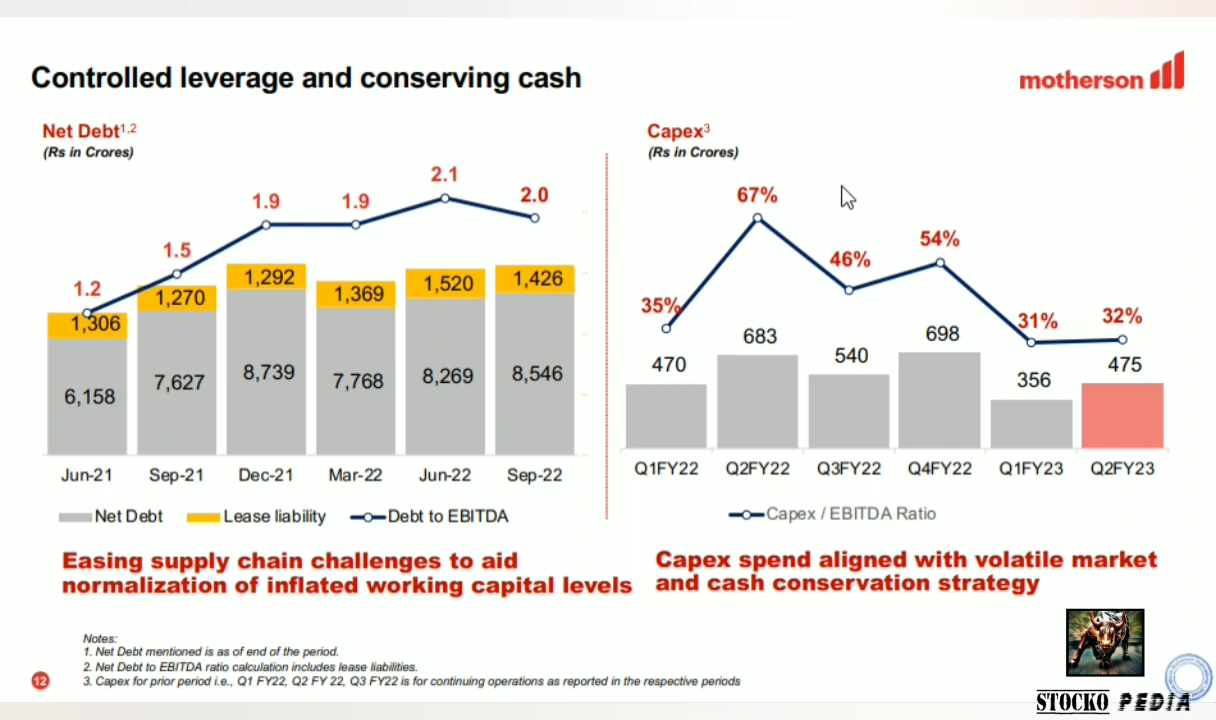 Controlled leverage and conserving cash
motherson
Net Debt1,2
(Rs in Crores)
1.2
1.5
1.9
1.9
2.1
2.0
1,306
1,270
1,292
1,369
1,520
1,426
6,158
7,627
8,739
7,768
8,269
8,546
Jun-21 Sep-21 Dec-21 Mar-22 Jun-22 Sep-22
Net Debt Lease liability Debt to EBITDA
Easing supply chain challenges to aid
normalization of inflated working capital levels
Capex3
(Rs in Crores)
35%
67%
46%
54%
31%
32%
470
683
540
698
356
475
Q1FY22 Q2FY22 Q3FY22 Q4FY22 Q1FY23 Q2FY23
Capex / EBITDA Ratio
Capex spend aligned with volatile market
and cash conservation strategy
Notes:
1. Net Debt mentioned is as of end of the period.
2. Net Debt to EBITDA ratio calculation includes lease liabilities.
3. Capex for prior period i.e., Q1 FY22, Q2 FY 22, Q3 FY22 is for continuing operations as reported in the respective periods
12
STOCKO PEDIA